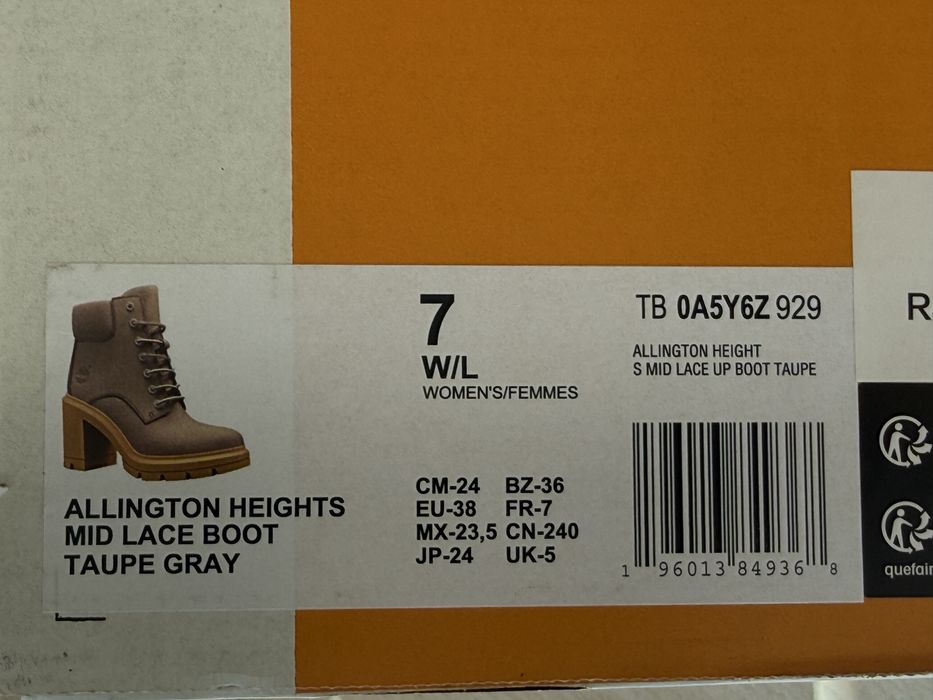 7
W/L
WOMEN'S/FEMMES
TB 0A5Y6Z 929
ALLINGTON HEIGHT
S MID LACE UP BOOT TAUPE
ALLINGTON HEIGHTS
MID LACE BOOT
TAUPE GRAY
CM-24 BZ-36
EU-38 FR-7
MX-23,5 CN-240
JP-24 UK-5
1 96013 84936 8
R
quefair